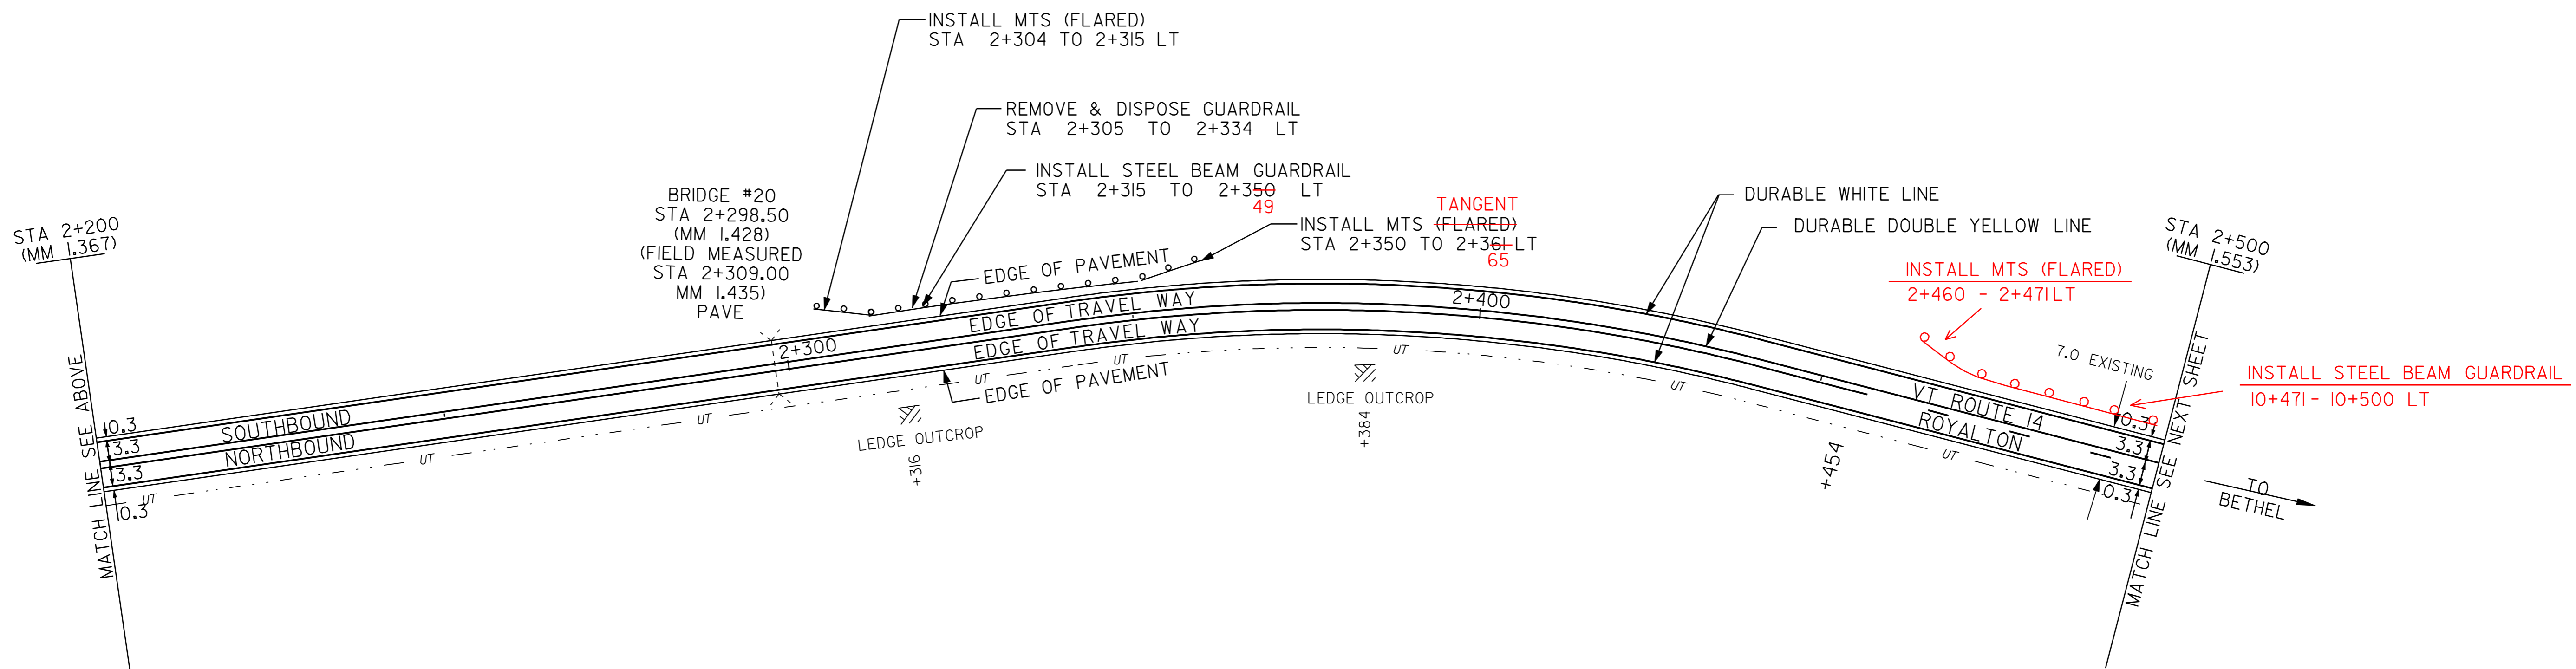 INSTALL MTS (FLARED)
STA 2+304 TO 2+315 LT
REMOVE & DISPOSE GUARDRAIL
STA 2+305 TO 2+334 LT
INSTALL STEEL BEAM GUARDRAIL
STA 2+315 TO 2+350 LT
49
BRIDGE #20
STA 2+298.50
(MM 1.428)
(FIELD MEASURED
STA 2+309.00
MM 1.435)
PAVE
TANGENT
INSTALL MTS (FLARED)
STA 2+350 TO 2+361 LT
65
DURABLE WHITE LINE
DURABLE DOUBLE YELLOW LINE
STA 2+200
(MM 1.367)
STA 2+500
(MM 1.553)
INSTALL MTS (FLARED)
2+460 - 2+471 LT
7.0 EXISTING
INSTALL STEEL BEAM GUARDRAIL
10+471 - 10+500 LT
EDGE OF PAVEMENT
EDGE OF TRAVEL WAY
EDGE OF TRAVEL WAY
EDGE OF PAVEMENT
2+300
2+400
SOUTHBOUND
NORTHBOUND
VT ROUTE 14
ROYALTON
0.3
3.3
3.3
0.3
0.3
3.3
3.3
0.3
UT
UT
UT
UT
UT
UT
UT
UT
LEDGE OUTCROP
+316
LEDGE OUTCROP
+384
+454
MATCH LINE SEE ABOVE
MATCH LINE SEE NEXT SHEET
TO
BETHEL